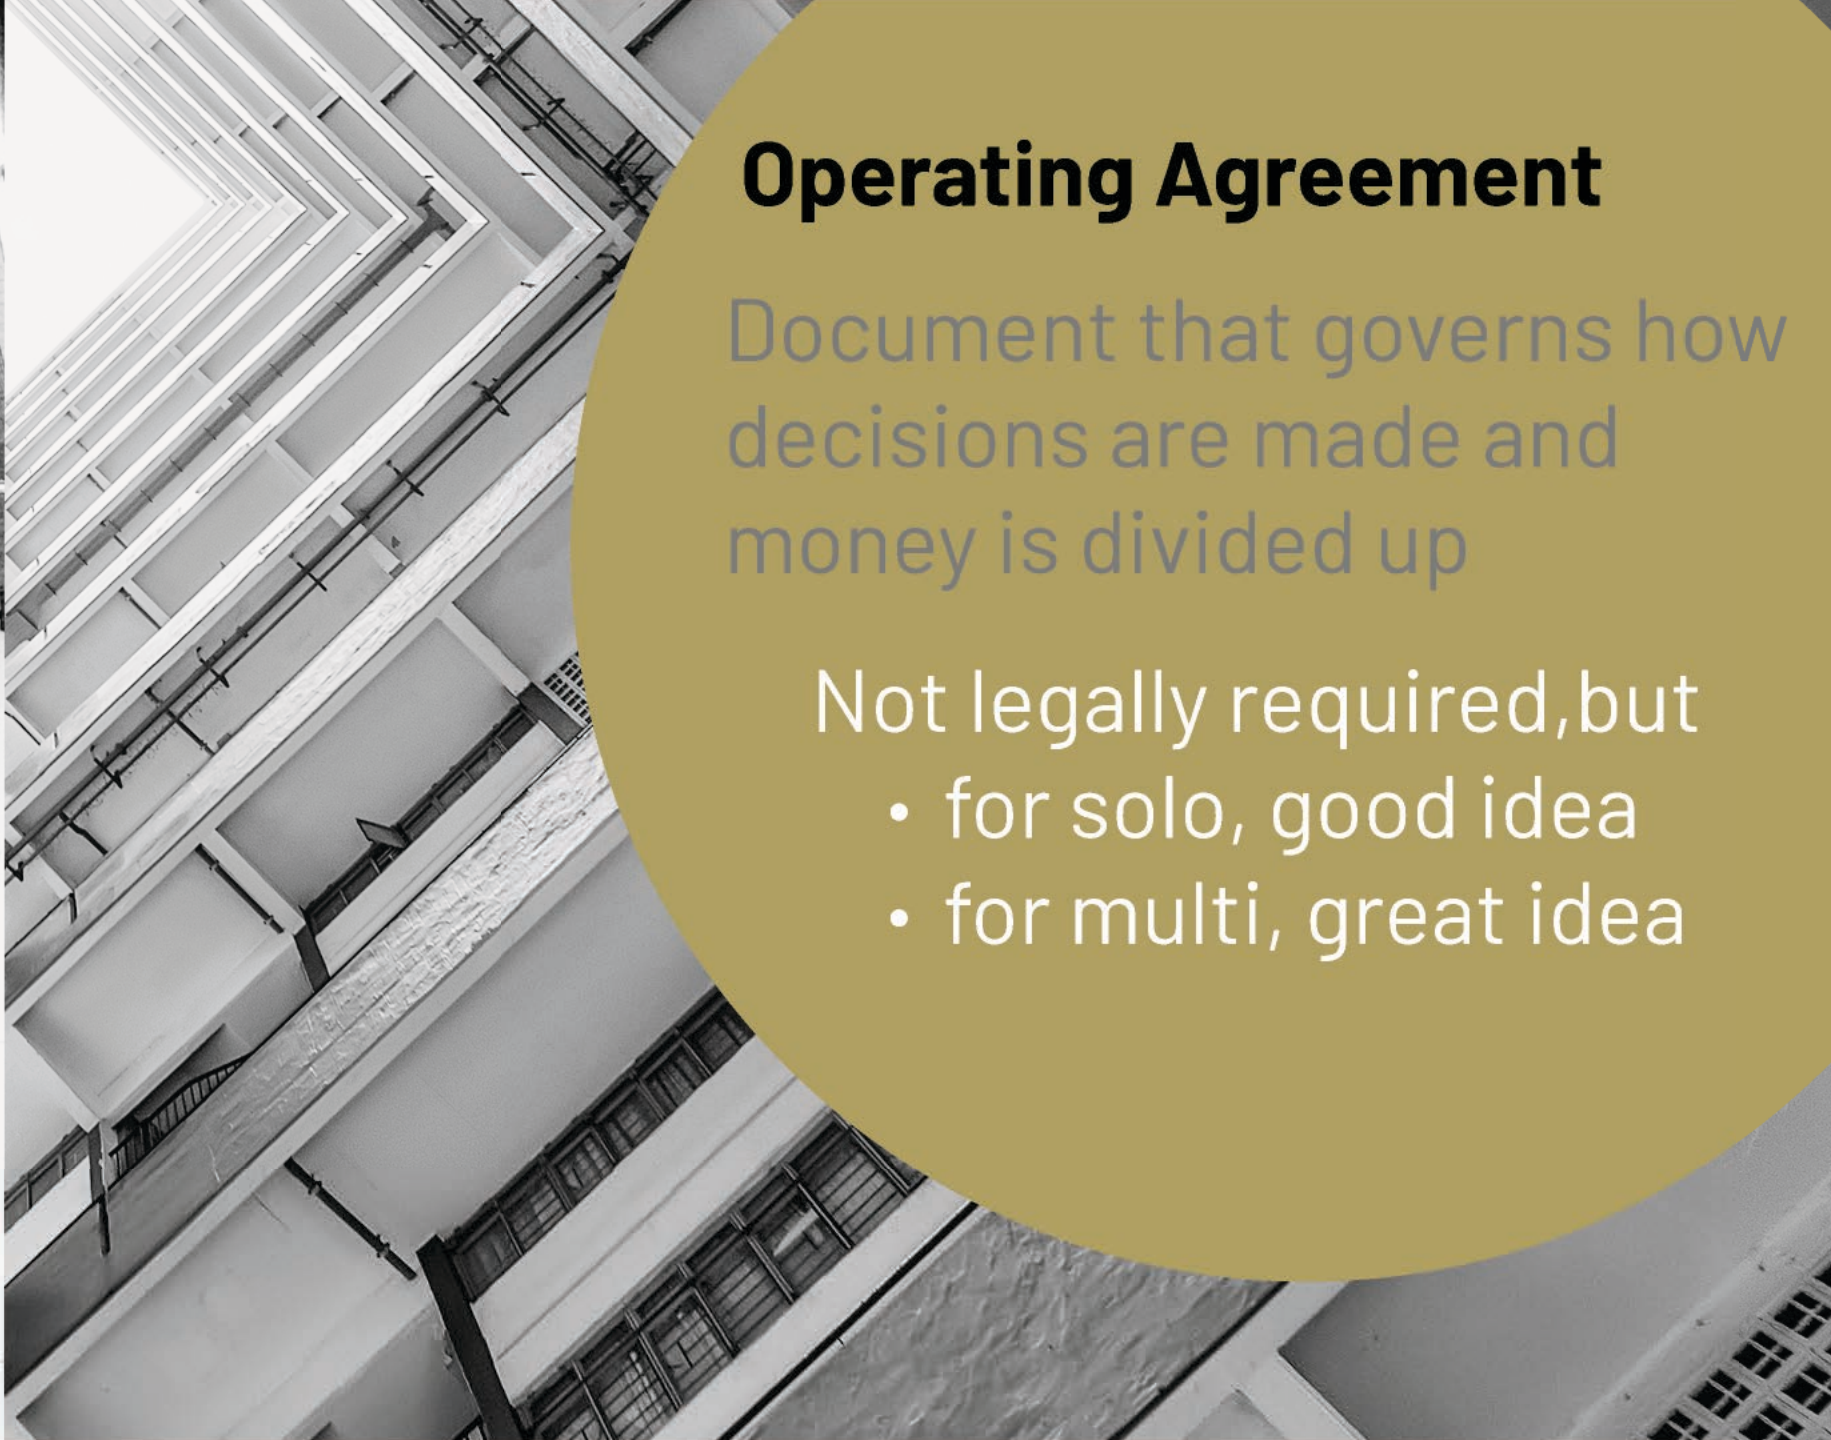 Operating Agreement
Document that governs how
decisions are made and
money is divided up
Not legally required,but
• for solo, good idea
• for multi, great idea